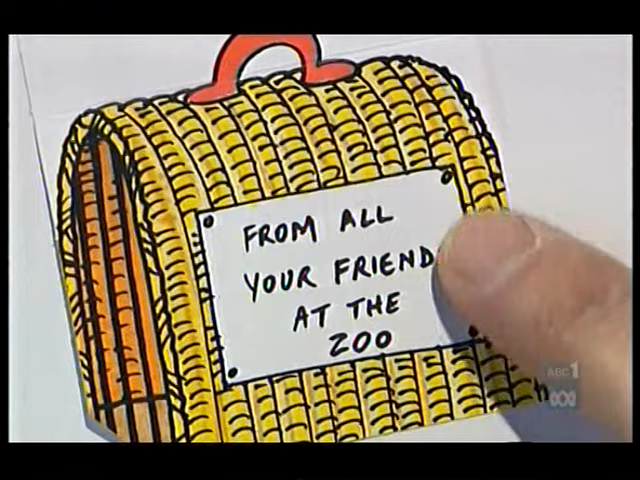 FROM ALL
YOUR FRIEND
AT THE
ZOO
ABC1